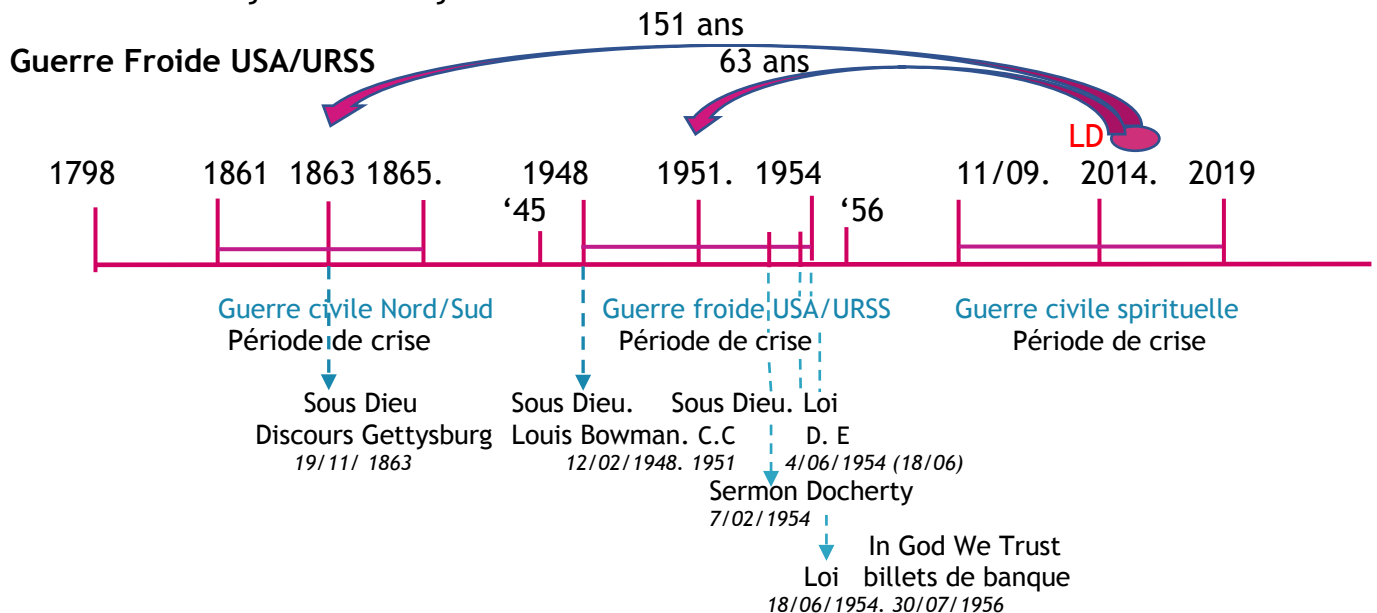 151 ans
Guerre Froide USA/URSS
63 ans
LD
1798 1861 1863 1865. 1948 1951. 1954 11/09. 2014. 2019
‘45 ‘56
Guerre civile Nord/Sud Guerre froide USA/URSS Guerre civile spirituelle
Période de crise Période de crise Période de crise
Sous Dieu Sous Dieu. Sous Dieu. Loi
Discours Gettysburg Louis Bowman. C.C D. E
19/11/ 1863 12/02/1948. 1951 4/06/1954 (18/06)
Sermon Docherty
7/02/1954
In God We Trust
Loi billets de banque
18/06/1954. 30/07/1956